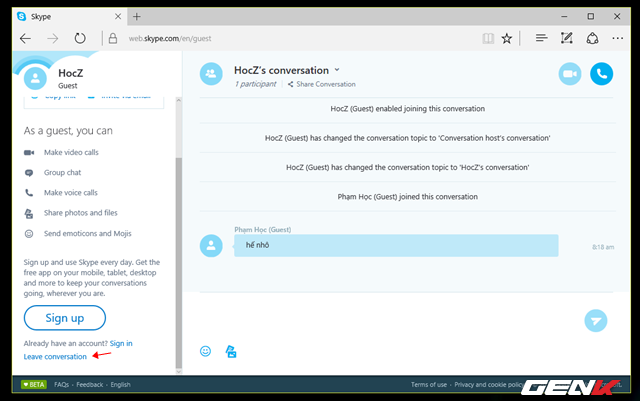 Skype
web.skype.com/en/guest
HocZ
Guest
Copy link
Invite via email
As a guest, you can
Make video calls
Group chat
Make voice calls
Share photos and files
Send emoticons and Mojis
Sign up and use Skype every day. Get the
free app on your mobile, tablet, desktop
and more to keep your conversations
going, wherever you are.
Sign up
Already have an account? Sign in
Leave conversation
HocZ's conversation
1 participant
Share Conversation
HocZ (Guest) enabled joining this conversation
HocZ (Guest) has changed the conversation topic to 'Conversation host's conversation'
HocZ (Guest) has changed the conversation topic to 'HocZ's conversation'
Phạm Học (Guest) joined this conversation
Phạm Học (Guest)
hế nhô
8:18 am
BETA
FAQs
Feedback
English
Terms of use
Privacy and cookie policy
GENK